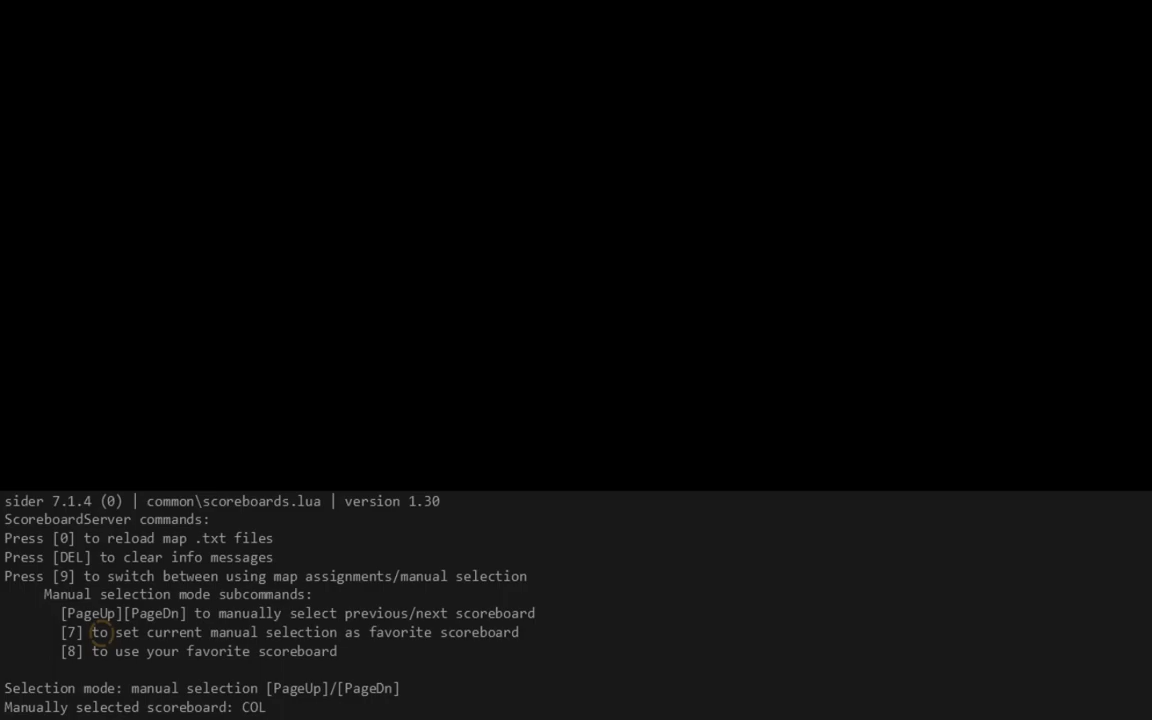 sider 7.1.4 (0) | common\scoreboards.lua | version 1.30
ScoreboardServer commands:
Press [0] to reload map .txt files
Press [DEL] to clear info messages
Press [9] to switch between using map assignments/manual selection
Manual selection mode subcommands:
[PageUp][PageDn] to manually select previous/next scoreboard
[7] to set current manual selection as favorite scoreboard
[8] to use your favorite scoreboard
Selection mode: manual selection [PageUp]/[PageDn]
Manually selected scoreboard: COL